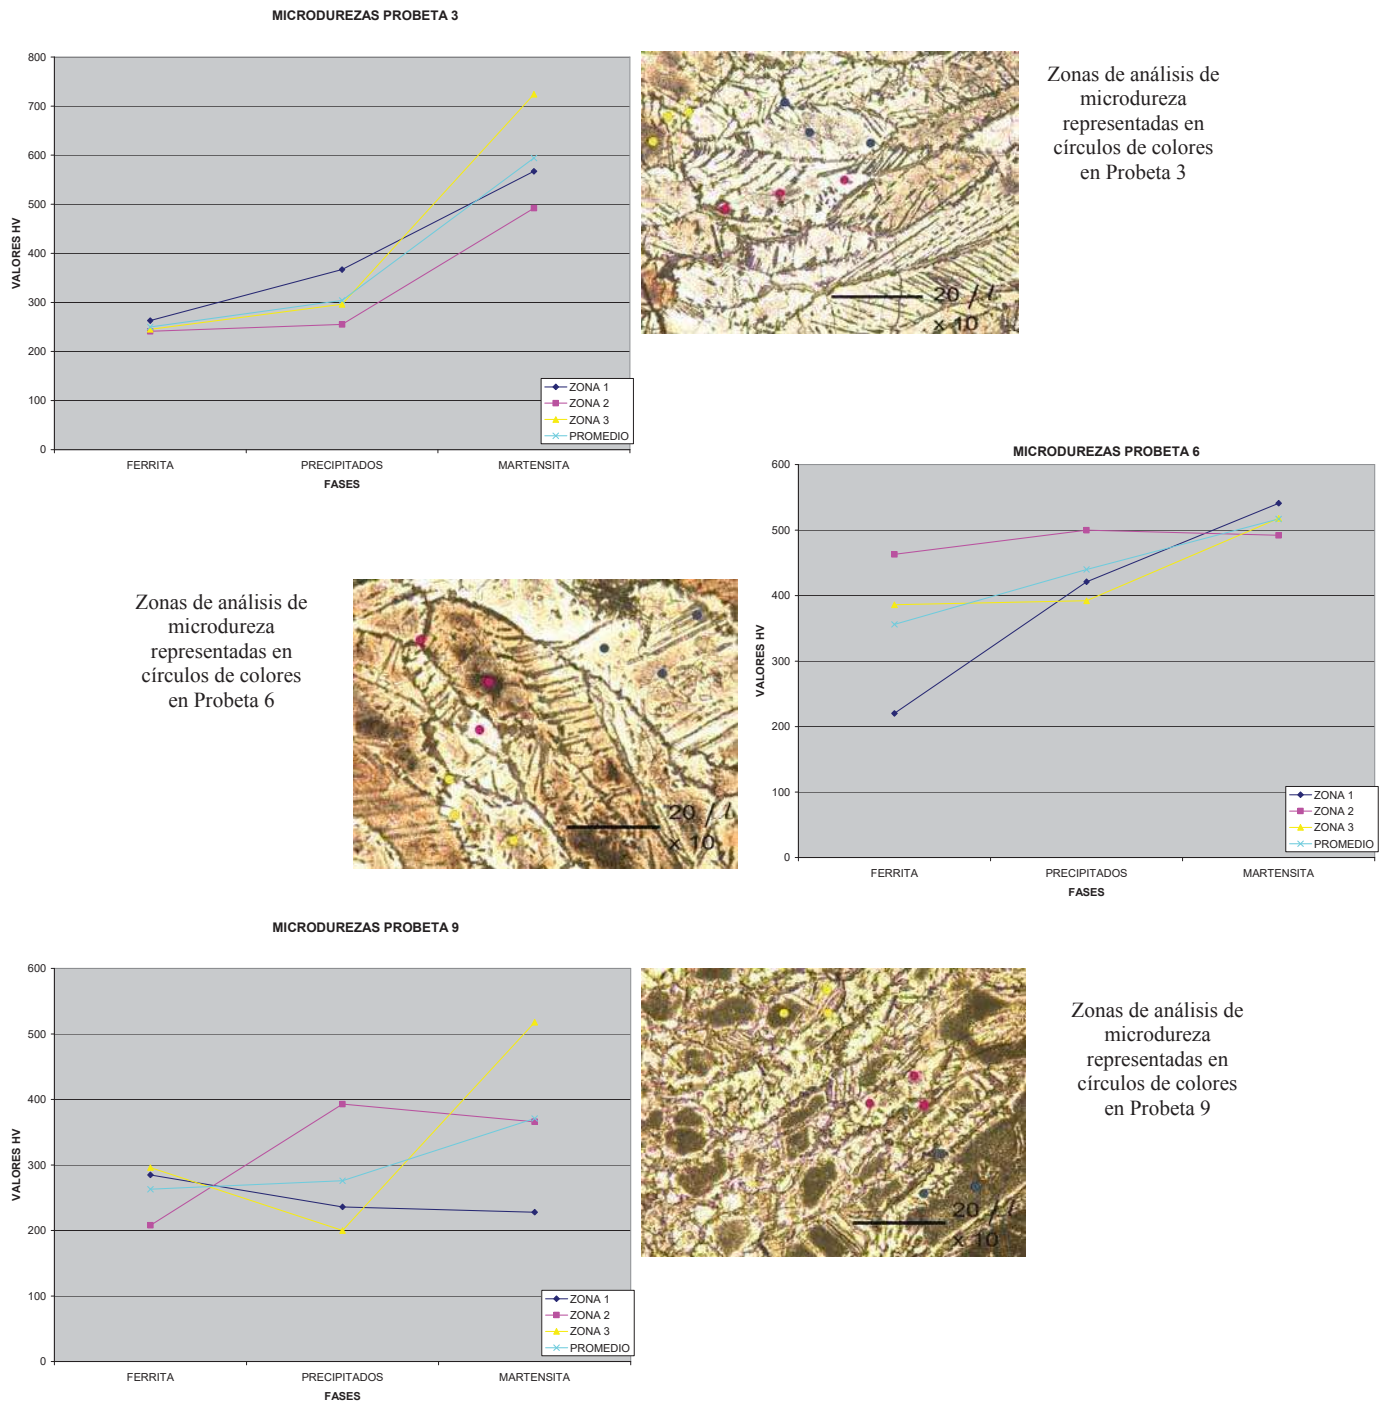 MICRODUREZAS PROBETA 3
800
700
600
500
400
300
200
100
0
VALORES HV
FERRITA
PRECIPITADOS
MARTENSITA
FASES
ZONA 1
ZONA 2
ZONA 3
PROMEDIO
20 /
x 10
Zonas de análisis de
microdureza
representadas en
círculos de colores
en Probeta 3
MICRODUREZAS PROBETA 6
600
500
400
300
200
100
0
VALORES HV
FERRITA
PRECIPITADOS
MARTENSITA
FASES
ZONA 1
ZONA 2
ZONA 3
PROMEDIO
Zonas de análisis de
microdureza
representadas en
círculos de colores
en Probeta 6
20 /
x 10
MICRODUREZAS PROBETA 9
600
500
400
300
200
100
0
VALORES HV
FERRITA
PRECIPITADOS
MARTENSITA
FASES
ZONA 1
ZONA 2
ZONA 3
PROMEDIO
20 /
x 10
Zonas de análisis de
microdureza
representadas en
círculos de colores
en Probeta 9